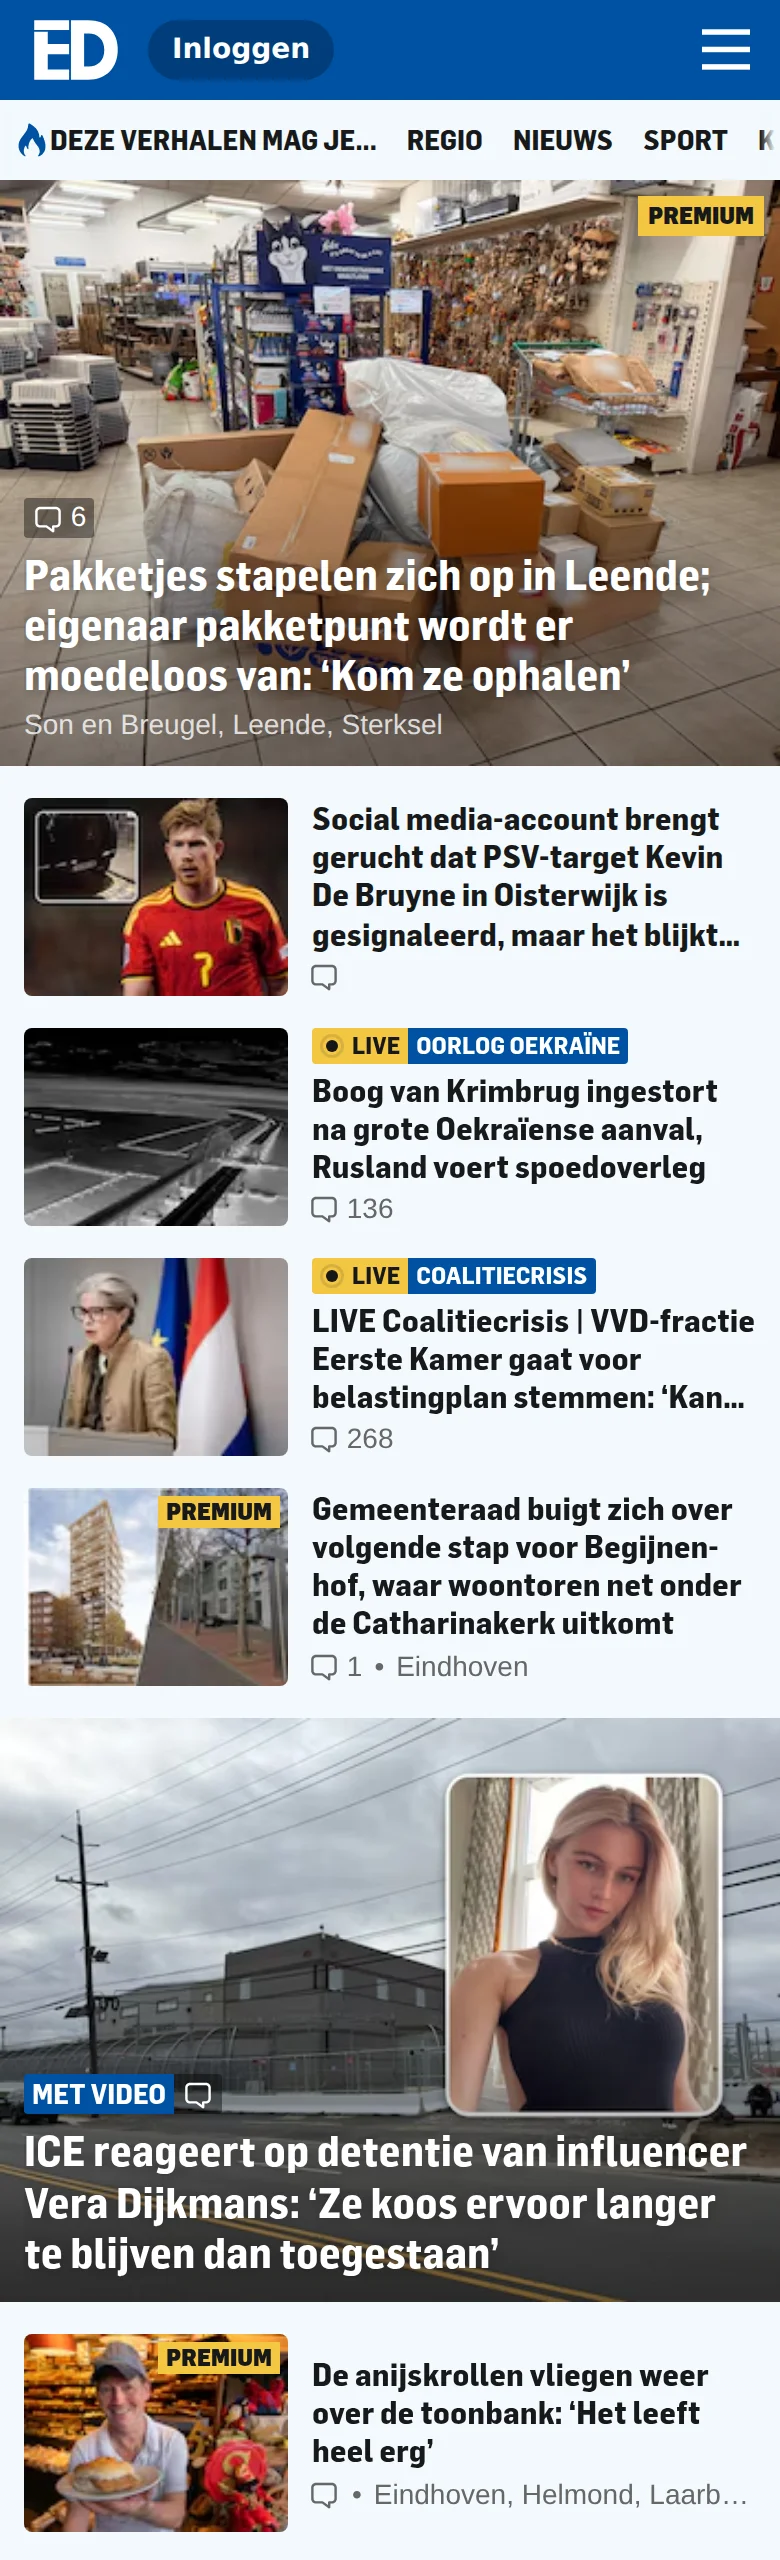 ED
Inloggen
DEZE VERHALEN MAG JE... REGIO NIEUWS SPORT K
PREMIUM
6
Pakketjes stapelen zich op in Leende;
eigenaar pakketpunt wordt er
moedeloos van: ‘Kom ze ophalen’
Son en Breugel, Leende, Sterksel
Social media-account brengt
gerucht dat PSV-target Kevin
De Bruyne in Oisterwijk is
gesignaleerd, maar het blijkt...
7
LIVE OORLOG OEKRAÏNE
Boog van Krimbrug ingestort
na grote Oekraïense aanval,
Rusland voert spoedoverleg
136
LIVE COALITIECRISIS
LIVE Coalitiecrisis | VVD-fractie
Eerste Kamer gaat voor
belastingplan stemmen: ‘Kan...
268
PREMIUM
Gemeenteraad buigt zich over
volgende stap voor Begijnen-
hof, waar woontoren net onder
de Catharinakerk uitkomt
1 • Eindhoven
MET VIDEO
ICE reageert op detentie van influencer
Vera Dijkmans: ‘Ze koos ervoor langer
te blijven dan toegestaan’
PREMIUM
De anijskrollen vliegen weer
over de toonbank: ‘Het leeft
heel erg’
• Eindhoven, Helmond, Laarb...